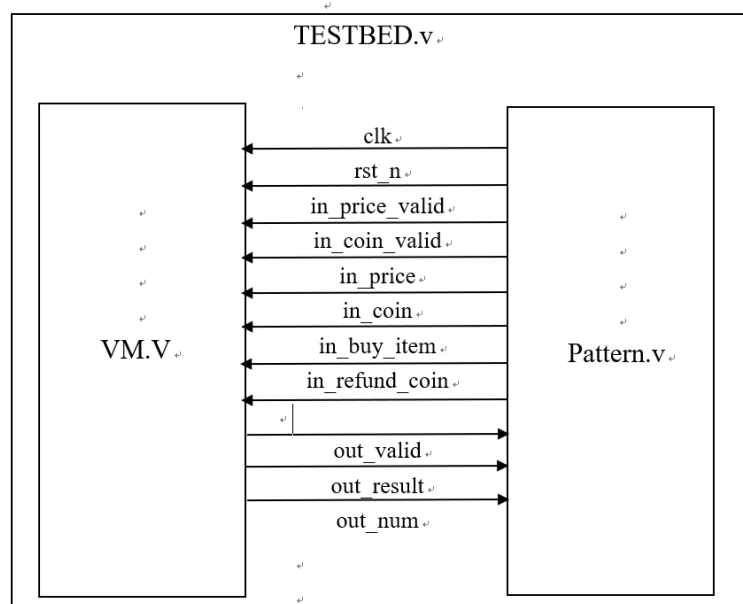 TESTBED.v
clk
rst_n
in_price_valid
in_coin_valid
in_price
in_coin
VM.V
in_buy_item
Pattern.v
in_refund_coin
out_valid
out_result
out_num